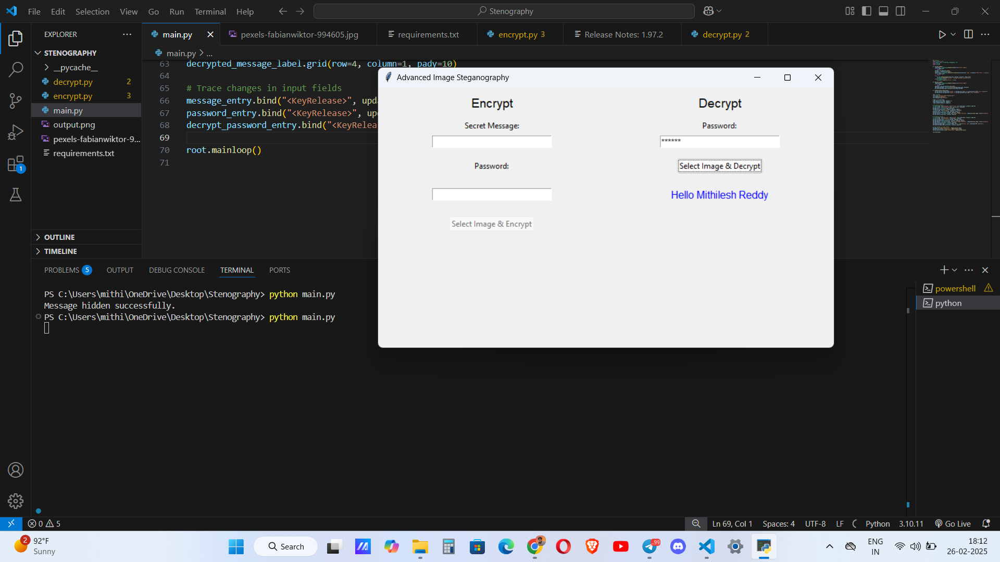 File Edit Selection View Go Run Terminal Help
Stenography
EXPLORER
STENOGRAPHY
__pycache__
decrypt.py 2
encrypt.py 3
main.py
output.png
pexels-fabianwiktor-9...
requirements.txt
OUTLINE
TIMELINE
1
main.py
pexels-fabianwiktor-994605.jpg
requirements.txt
encrypt.py 3
Release Notes: 1.97.2
decrypt.py 2
main.py > ...
63 decrypted_message_label.grid(row=4, column=1, pady=10)
64
65 # Trace changes in input fields
66 message_entry.bind("<KeyRelease>", upda
67 password_entry.bind("<KeyRelease>", up
68 decrypt_password_entry.bind("<KeyRelea
69
70 root.mainloop()
71
Advanced Image Steganography
Encrypt
Secret Message:
Password:
Select Image & Encrypt
Decrypt
Password:
******
Select Image & Decrypt
Hello Mithilesh Reddy
PROBLEMS 5 OUTPUT DEBUG CONSOLE TERMINAL PORTS
PS C:\Users\mithi\OneDrive\Desktop\Stenography> python main.py
Message hidden successfully.
PS C:\Users\mithi\OneDrive\Desktop\Stenography> python main.py
powershell
python
0 5
Ln 69, Col 1 Spaces: 4 UTF-8 LF Python 3.10.11 Go Live
2
92°F
Sunny
Search
..99
ENG
IN
18:12
26-02-2025